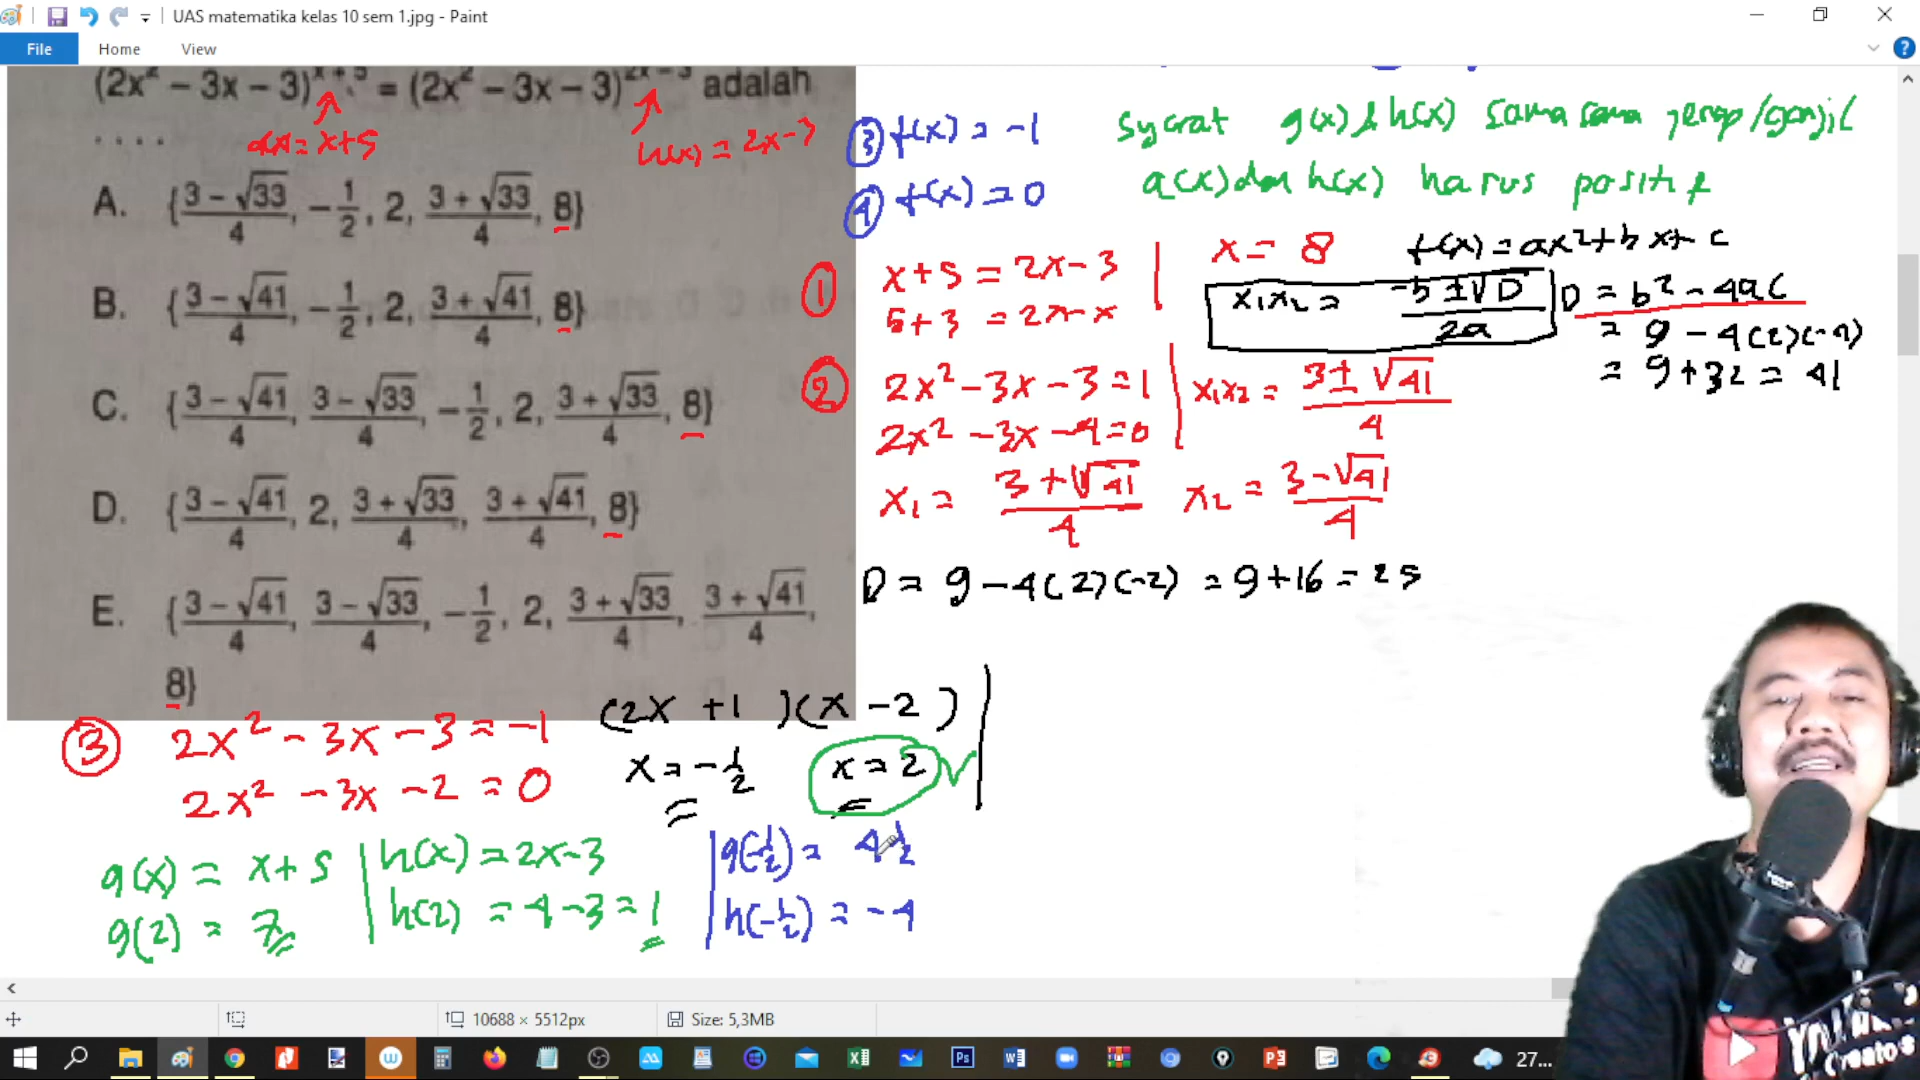 UAS matematika kelas 10 sem 1.jpg - Paint
File Home View
(2x² − 3x − 3)^(x+5) = (2x² − 3x − 3)^(2x−3) adalah
. . . .
g(x) = x+5
h(x) = 2x-3
A. {(3 − √33)/4, −1/2, 2, (3 + √33)/4, 8}
B. {(3 − √41)/4, −1/2, 2, (3 + √41)/4, 8}
C. {(3 − √41)/4, (3 − √33)/4, −1/2, 2, (3 + √33)/4, 8}
D. {(3 − √41)/4, 2, (3 + √33)/4, (3 + √41)/4, 8}
E. {(3 − √41)/4, (3 − √33)/4, −1/2, 2, (3 + √33)/4, (3 + √41)/4,
8}
③ f(x) = -1 syarat g(x) & h(x) sama sama genap/ganjil
④ f(x) = 0 g(x) dan h(x) harus positif
① x+5 = 2x-3
5+3 = 2x-x
x = 8
f(x) = ax²+bx+c
x₁x₂ = (-b ± √D)/2a
D = b² - 4ac
= 9 - 4(2)(-4)
= 9 + 32 = 41
② 2x² - 3x - 3 = 1
2x² - 3x - 4 = 0
x₁x₂ = (3 ± √41)/4
x₁ = (3 + √41)/4 x₂ = (3 - √41)/4
D = 9 - 4(2)(-2) = 9+16 = 25
③ 2x² - 3x - 3 = -1
2x² - 3x - 2 = 0
(2x +1 )(x -2 )
x = -1/2 x = 2
g(x) = x+5
g(2) = 7
h(x) = 2x-3
h(2) = 4-3 = 1
g(-1/2) = 4 1/2
h(-1/2) = -4
10688 × 5512px
Size: 5,3MB
27...